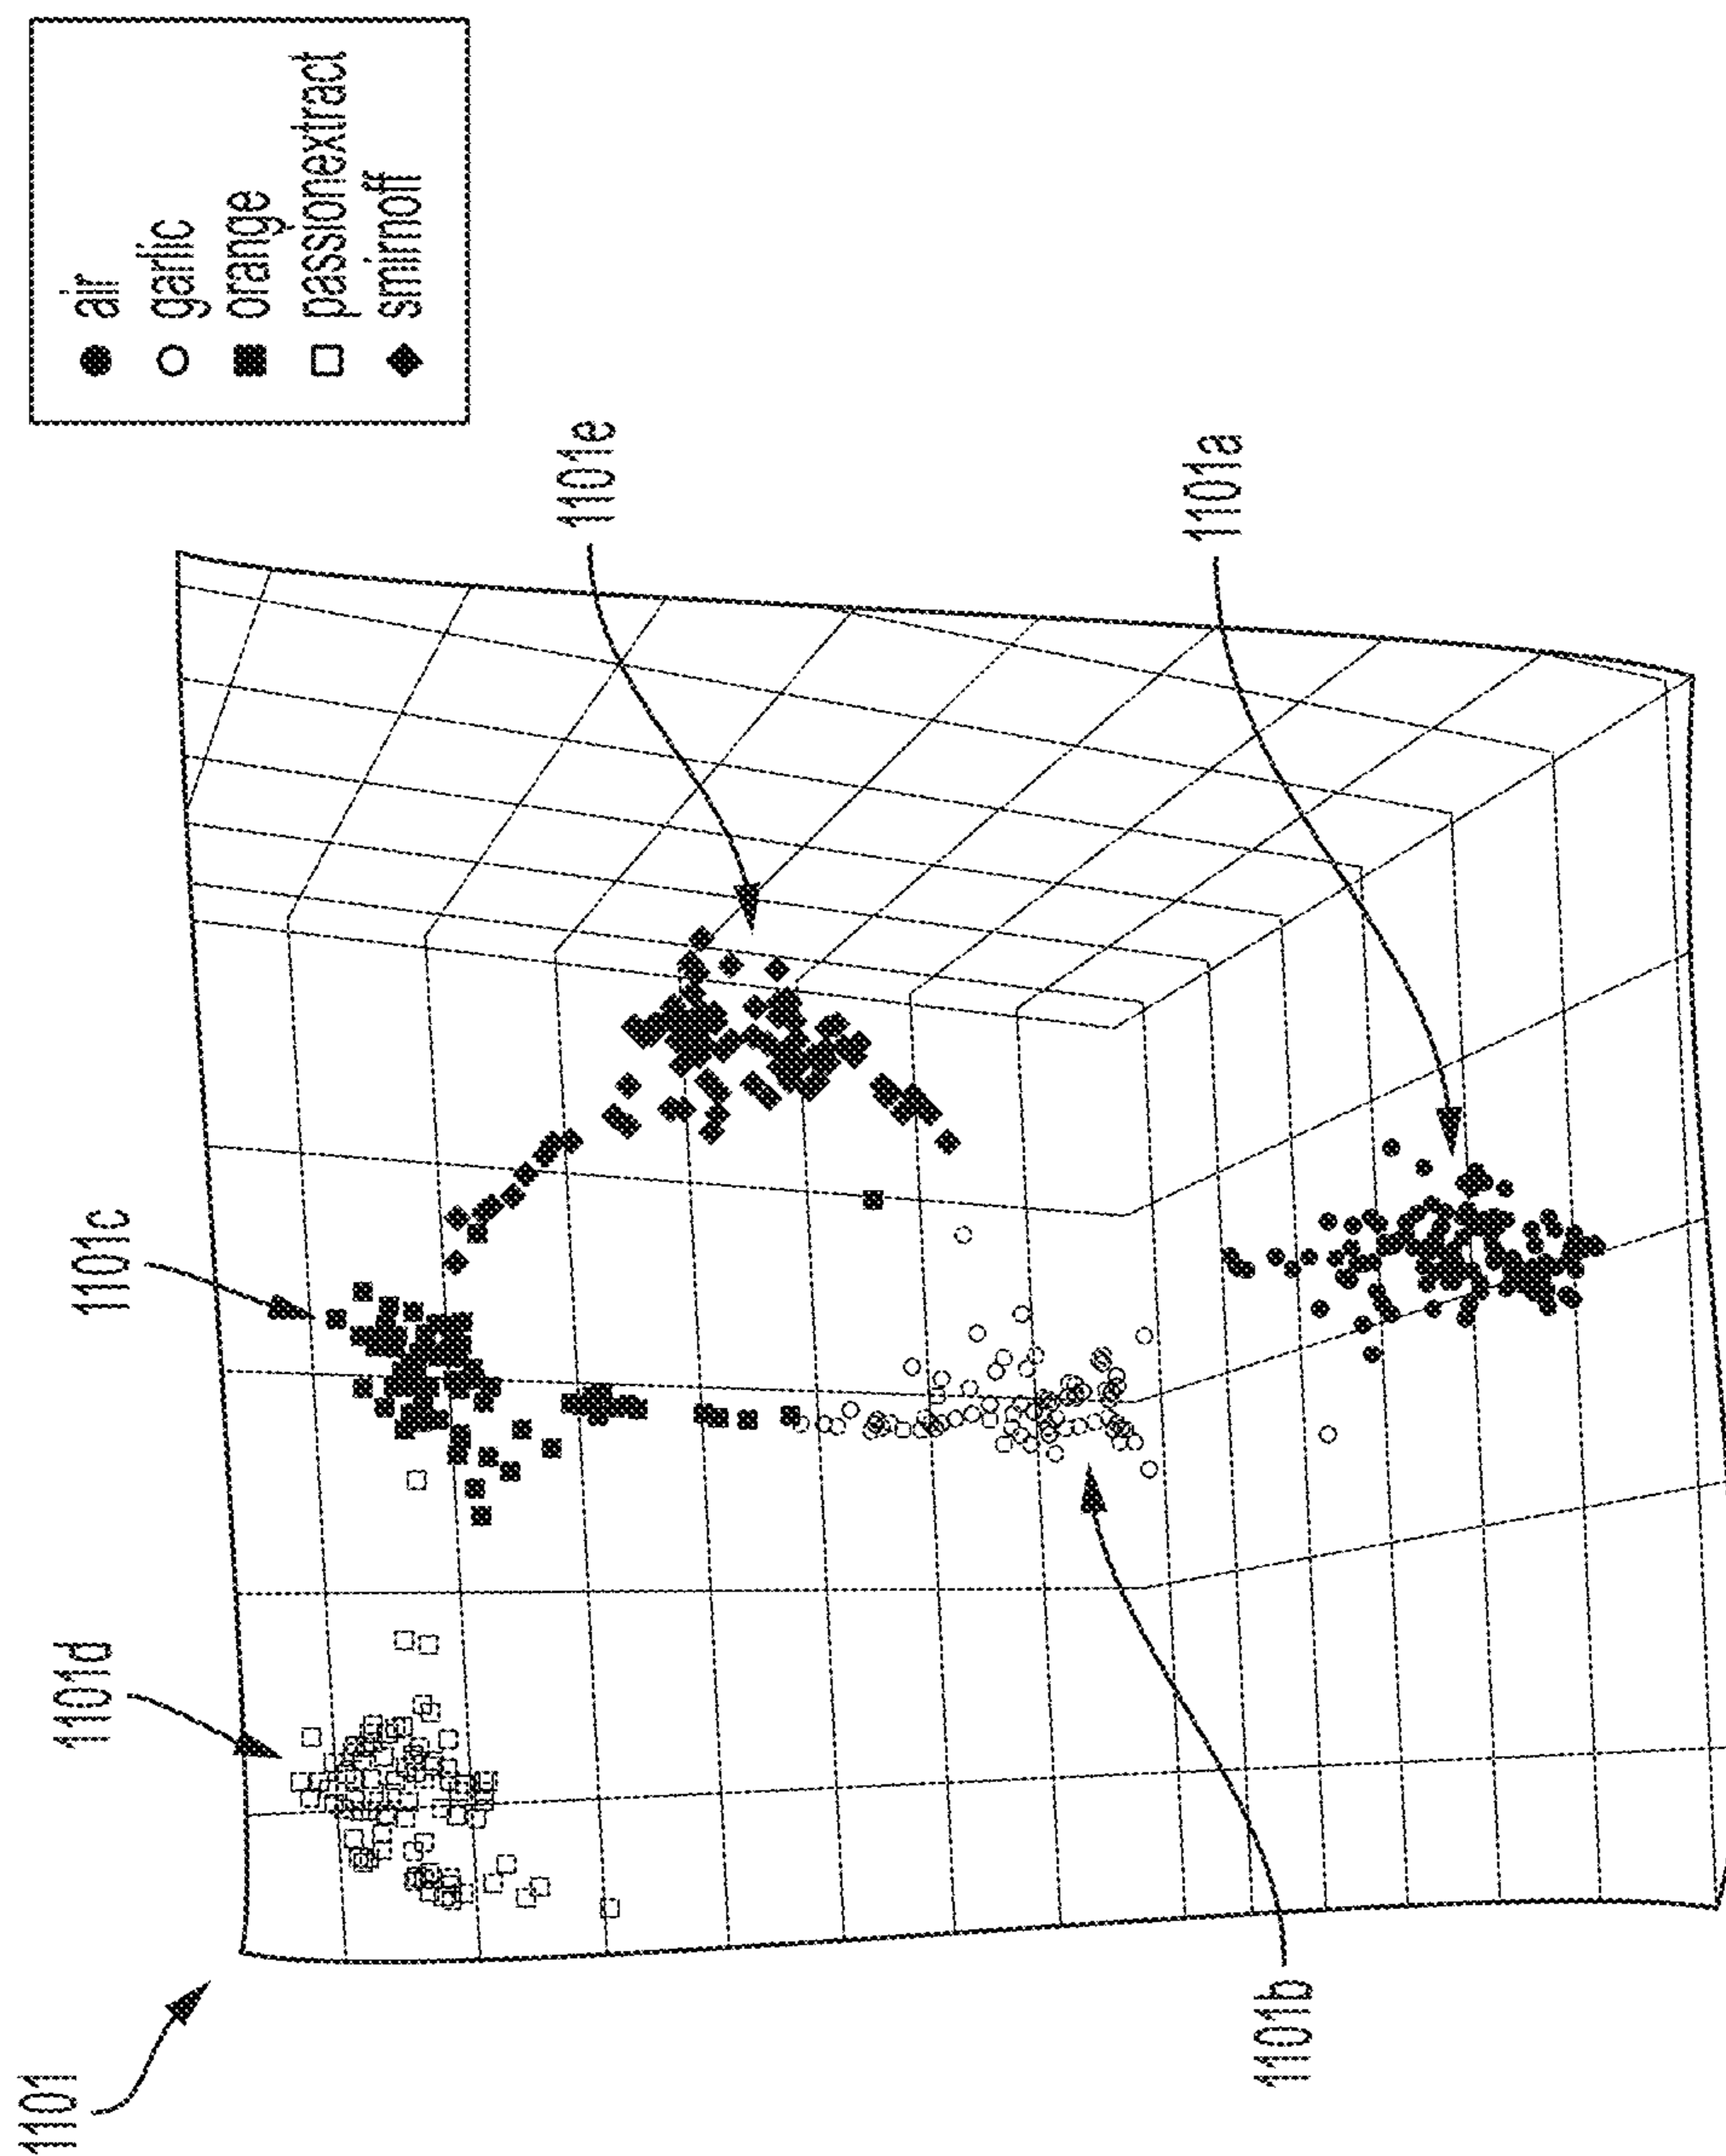 1101
1101d
1101c
air
garlic
orange
passionextract
smirnoff
1101e
1101a
1101b